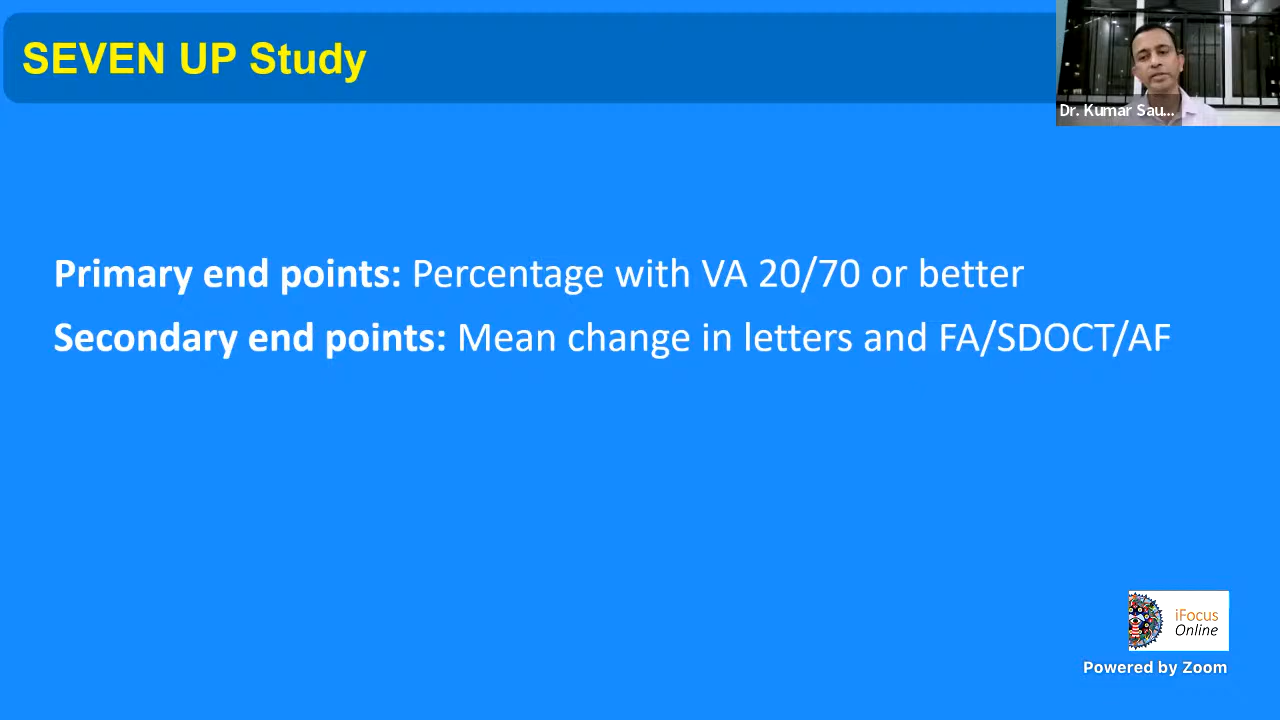 SEVEN UP Study
Dr. Kumar Sau...
Primary end points: Percentage with VA 20/70 or better
Secondary end points: Mean change in letters and FA/SDOCT/AF
iFocus
Online
Powered by Zoom